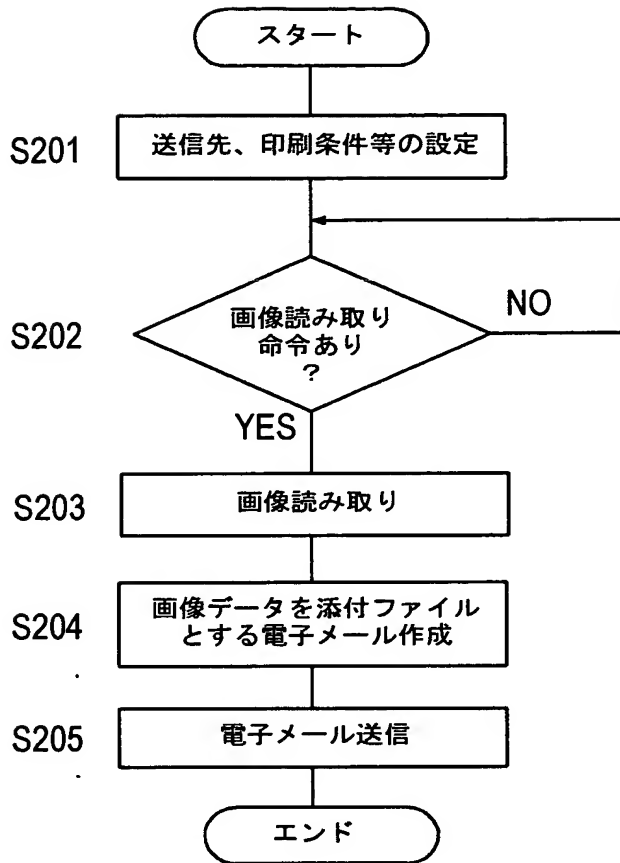 スタート
S201
送信先、印刷条件等の設定
S202
画像読み取り
命令あり
?
NO
YES
S203
画像読み取り
S204
画像データを添付ファイル
とする電子メール作成
S205
電子メール送信
エンド